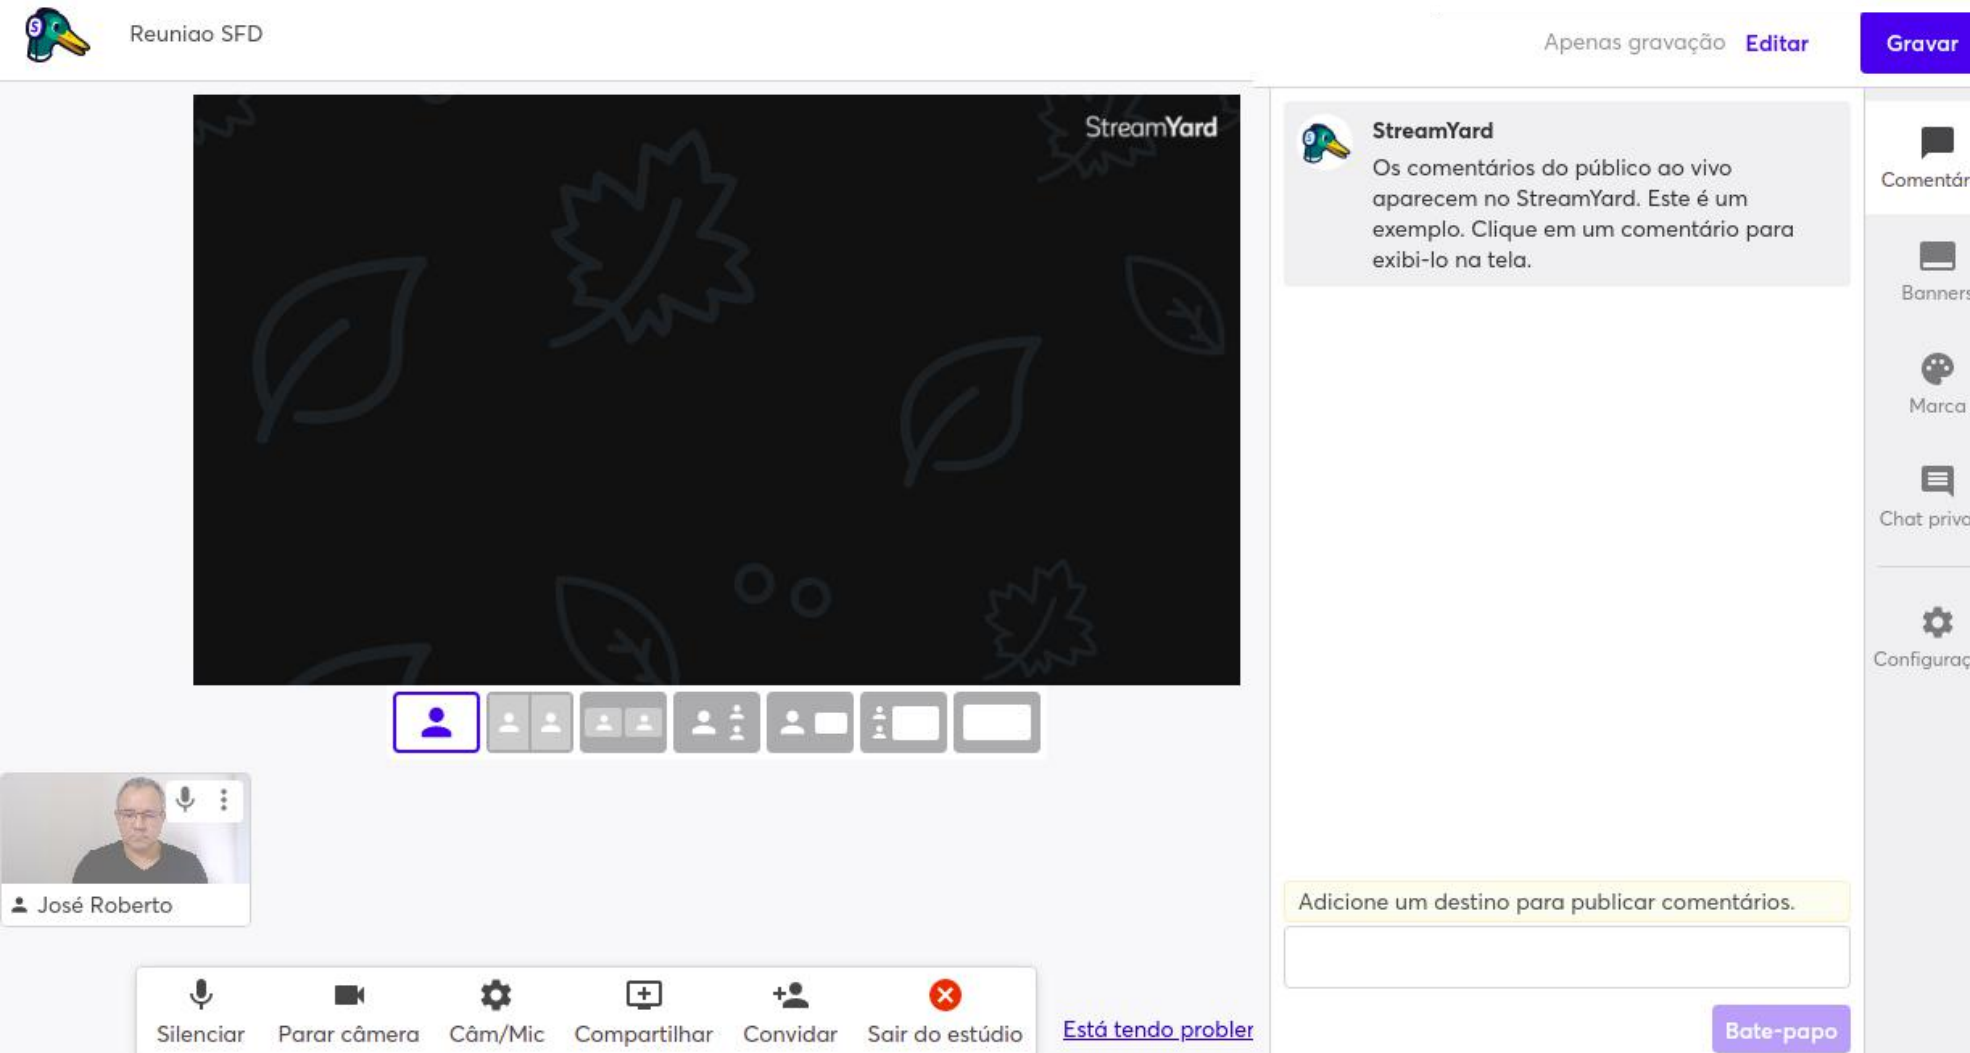 Reuniao SFD
Apenas gravação Editar Gravar
StreamYard
StreamYard
Os comentários do público ao vivo
aparecem no StreamYard. Este é um
exemplo. Clique em um comentário para
exibi-lo na tela.
Comentár
Banners
Marca
Chat priva
Configuraç
José Roberto
Adicione um destino para publicar comentários.
Silenciar Parar câmera Câm/Mic Compartilhar Convidar Sair do estúdio
Está tendo probler
Bate-papo